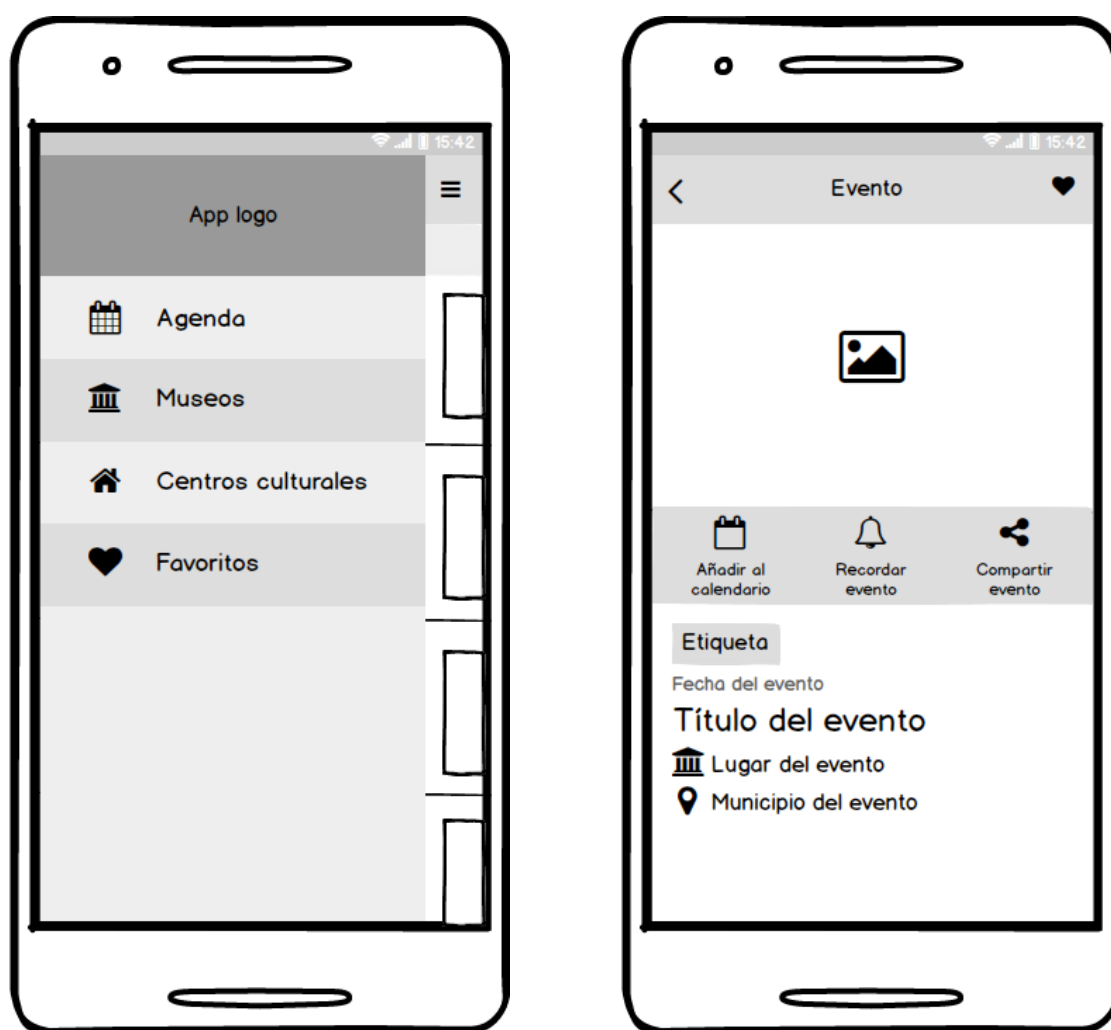 15:42
App logo
Agenda
Museos
Centros culturales
Favoritos
15:42
Evento
Añadir al
calendario
Recordar
evento
Compartir
evento
Etiqueta
Fecha del evento
Título del evento
Lugar del evento
Municipio del evento